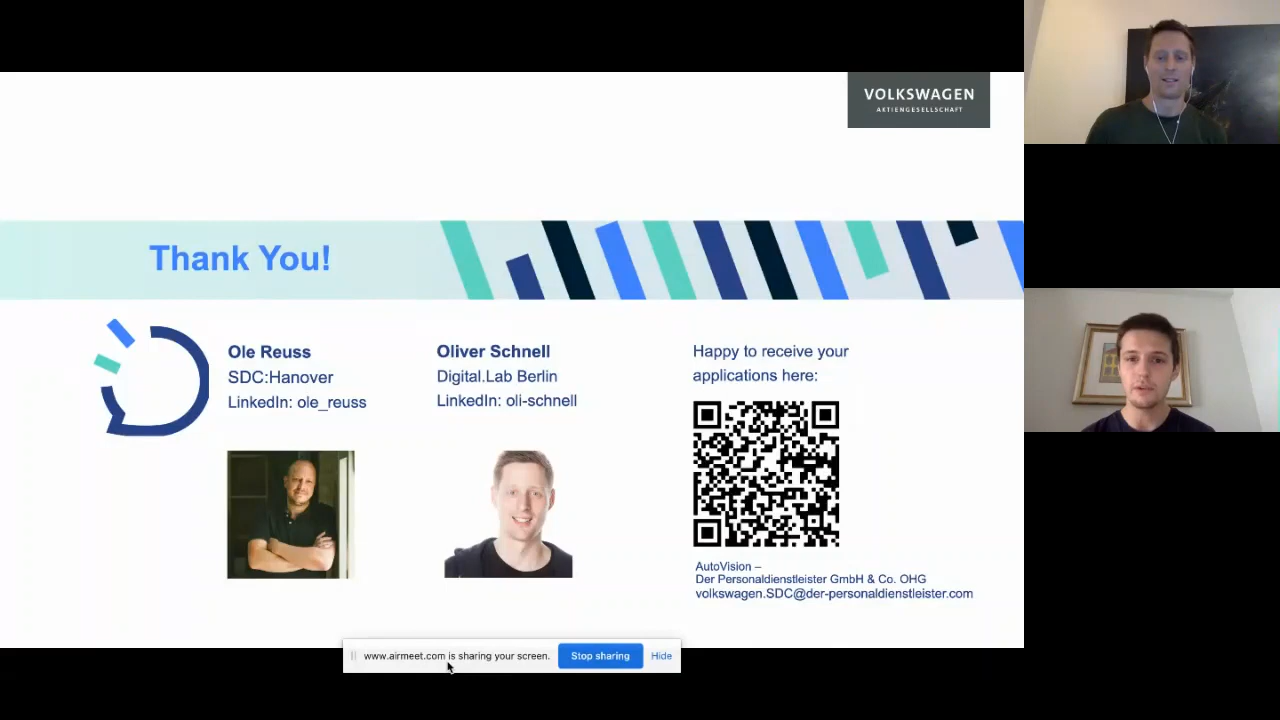 VOLKSWAGEN
AKTIENGESELLSCHAFT
Thank You!
Ole Reuss
SDC:Hanover
LinkedIn: ole_reuss
Oliver Schnell
Digital.Lab Berlin
LinkedIn: oli-schnell
Happy to receive your
applications here:
AutoVision –
Der Personaldienstleister GmbH & Co. OHG
volkswagen.SDC@der-personaldienstleister.com
www.airmeet.com is sharing your screen.
Stop sharing
Hide